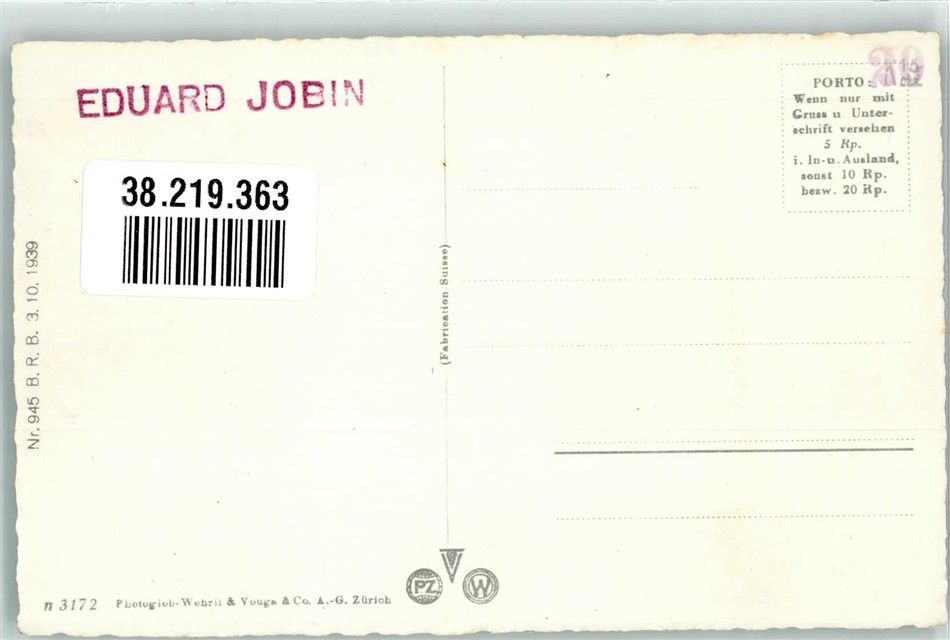 EDUARD JOBIN
38.219.363
Nr. 945 B. R. B. 3. 10. 1939
(Fabrication Suisse)
20
PORTO:
Wenn nur mit
Gruss u. Unter-
schrift versehen
5 Rp.
i. In- u. Ausland,
sonst 10 Rp.
bezw. 20 Rp.
PZ
W
n 3172 Photoglob-Wehrli & Vouga & Co. A.-G. Zürich